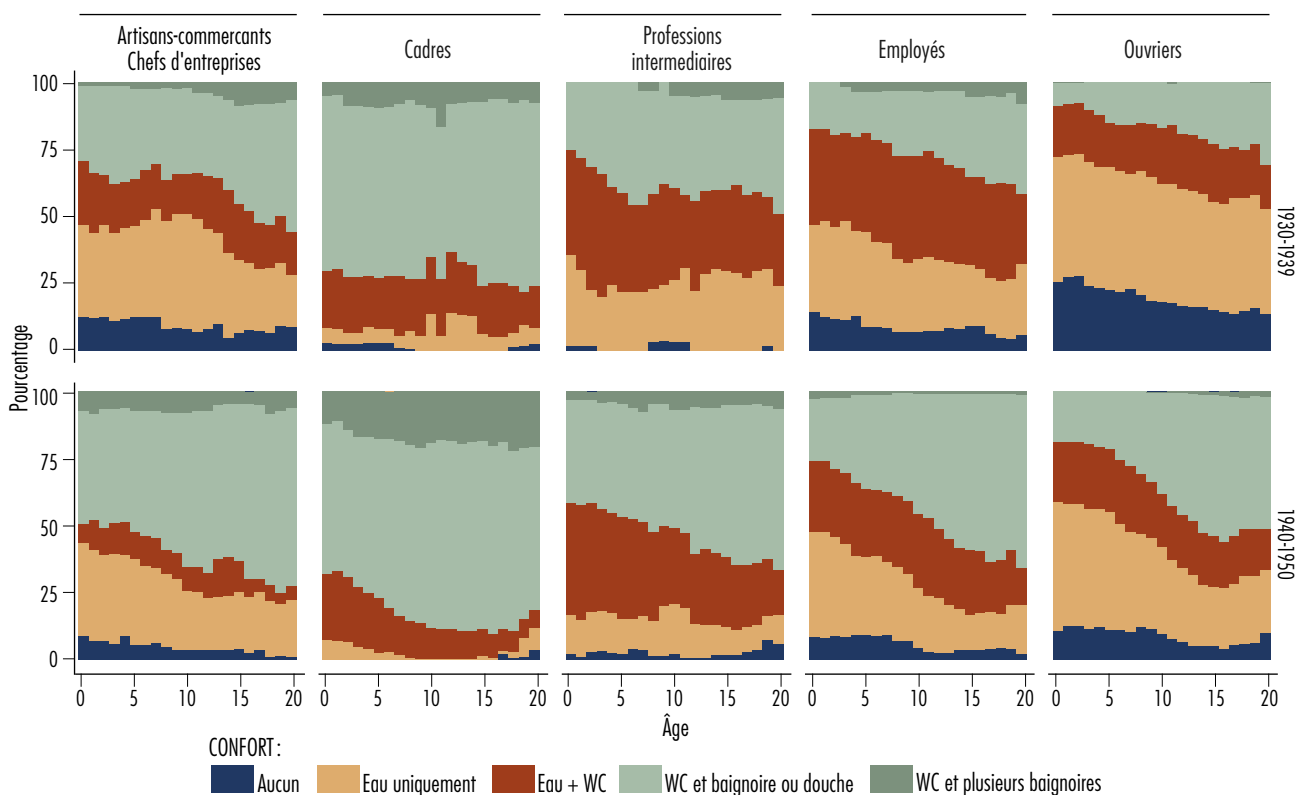 Artisans-commercants
Chefs d'entreprises
Cadres
Professions
intermediaires
Employés
Ouvriers
Pourcentage
100
75
50
25
0
1930-1939
100
75
50
25
0
1940-1950
0 5 10 15 20
0 5 10 15 20
0 5 10 15 20
0 5 10 15 20
0 5 10 15 20
Âge
CONFORT :
Aucun
Eau uniquement
Eau + WC
WC et baignoire ou douche
WC et plusieurs baignoires